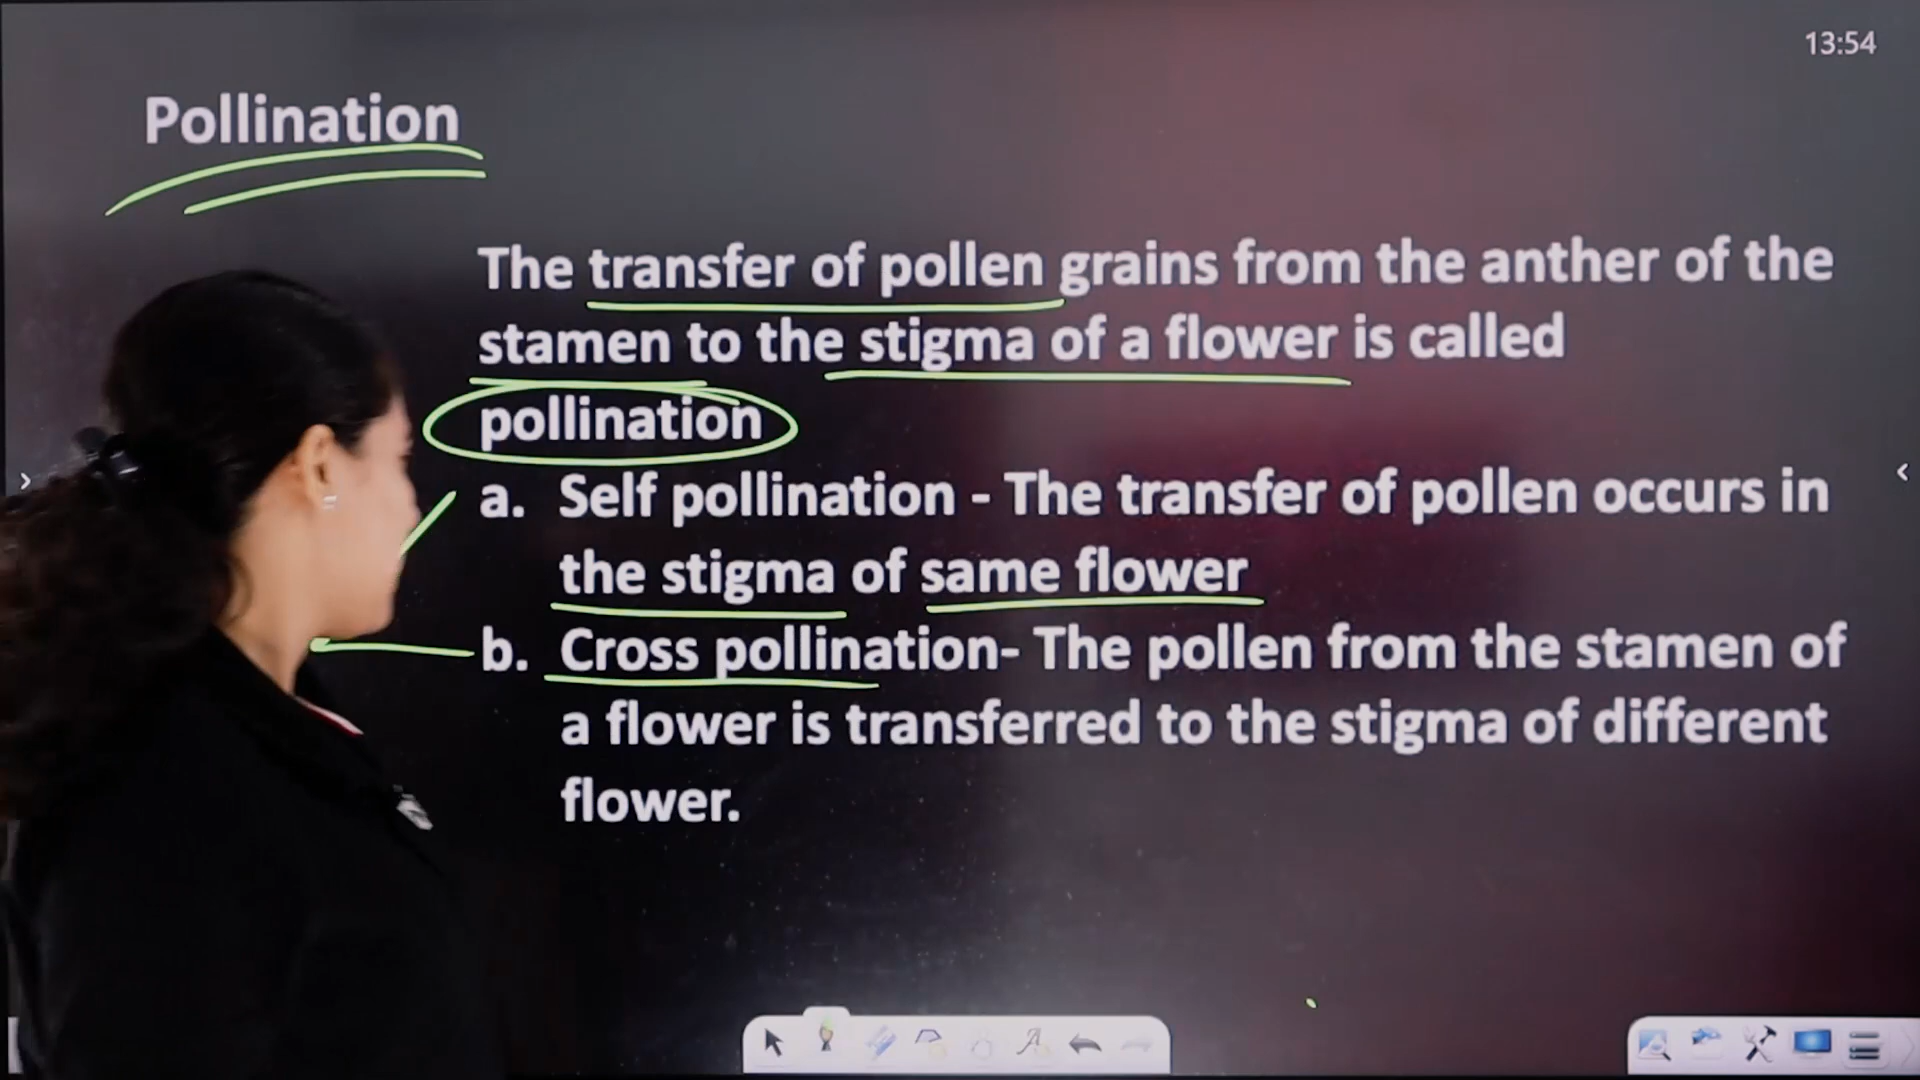 13:54
Pollination
The transfer of pollen grains from the anther of the
stamen to the stigma of a flower is called
pollination
a. Self pollination - The transfer of pollen occurs in
the stigma of same flower
b. Cross pollination- The pollen from the stamen of
a flower is transferred to the stigma of different
flower.